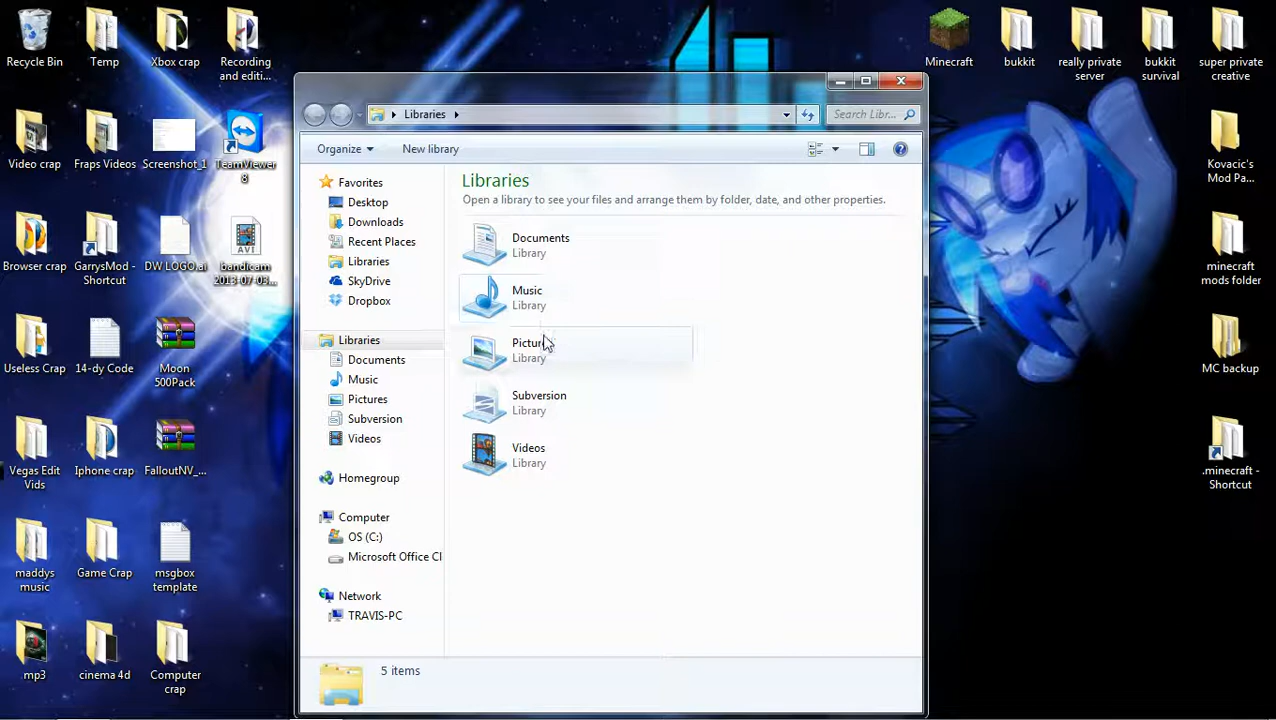 Recycle Bin
Temp
Xbox crap
Recording
and editi...
Minecraft
bukkit
really private
server
bukkit
survival
super private
creative
Video crap
Fraps Videos
Screenshot_1
TeamViewer
8
Kovacic's
Mod Pa...
Browser crap
GarrysMod -
Shortcut
DW LOGO.ai
AVI
bandicam
2013-07-03...
minecraft
mods folder
Useless Crap
14-dy Code
Moon
500Pack
MC backup
Vegas Edit
Vids
Iphone crap
FalloutNV_...
.minecraft -
Shortcut
maddys
music
Game Crap
msgbox
template
mp3
cinema 4d
Computer
crap
Libraries
Search Libr...
Organize
New library
Favorites
Desktop
Downloads
Recent Places
Libraries
SkyDrive
Dropbox
Libraries
Documents
Music
Pictures
Subversion
Videos
Homegroup
Computer
OS (C:)
Microsoft Office Cl
Network
TRAVIS-PC
Libraries
Open a library to see your files and arrange them by folder, date, and other properties.
Documents
Library
Music
Library
Pictur
Library
Subversion
Library
Videos
Library
5 items